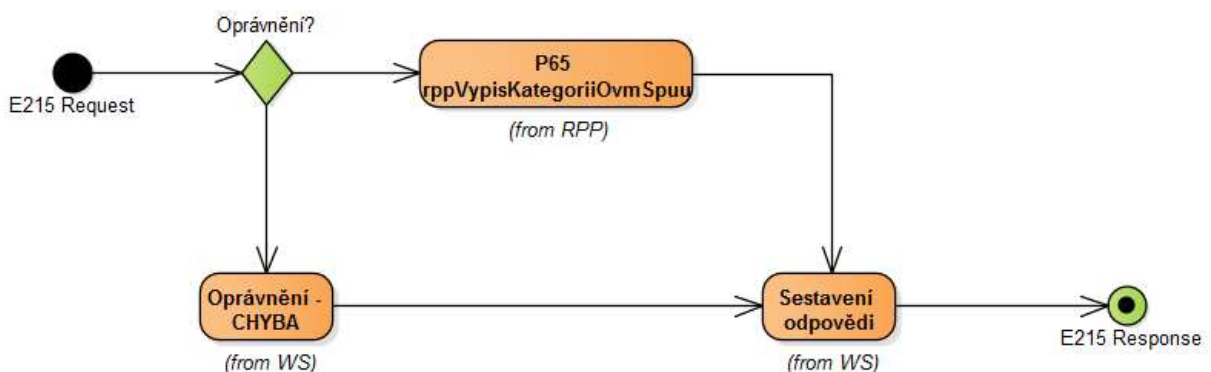 Oprávnění?
E215 Request
P65
rppVypisKategoriiOvmSpuu
(from RPP)
Oprávnění -
CHYBA
(from WS)
Sestavení
odpovědi
(from WS)
E215 Response